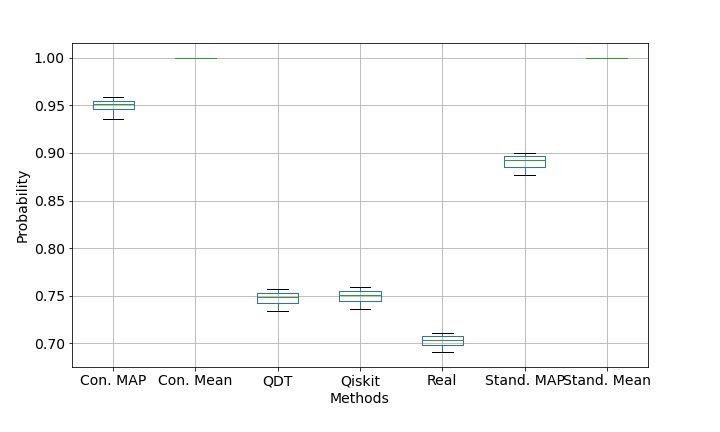 1.00
0.95
0.90
0.85
0.80
0.75
0.70
Probability
Con. MAP Con. Mean QDT Qiskit Real Stand. MAP Stand. Mean
Methods